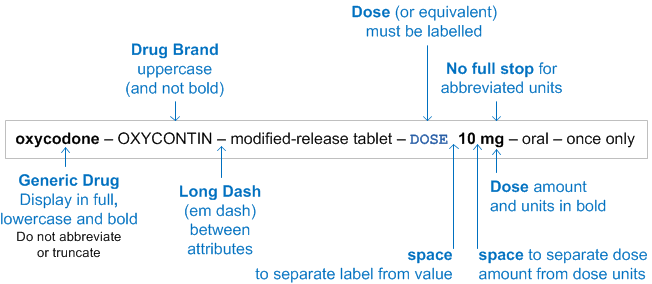 Dose (or equivalent)
must be labelled
Drug Brand
uppercase
(and not bold)
No full stop for
abbreviated units
oxycodone – OXYCONTIN – modified-release tablet – DOSE 10 mg – oral – once only
Generic Drug
Display in full,
lowercase and bold
Do not abbreviate
or truncate
Long Dash
(em dash)
between
attributes
Dose amount
and units in bold
space
to separate label from value
space to separate dose
amount from dose units